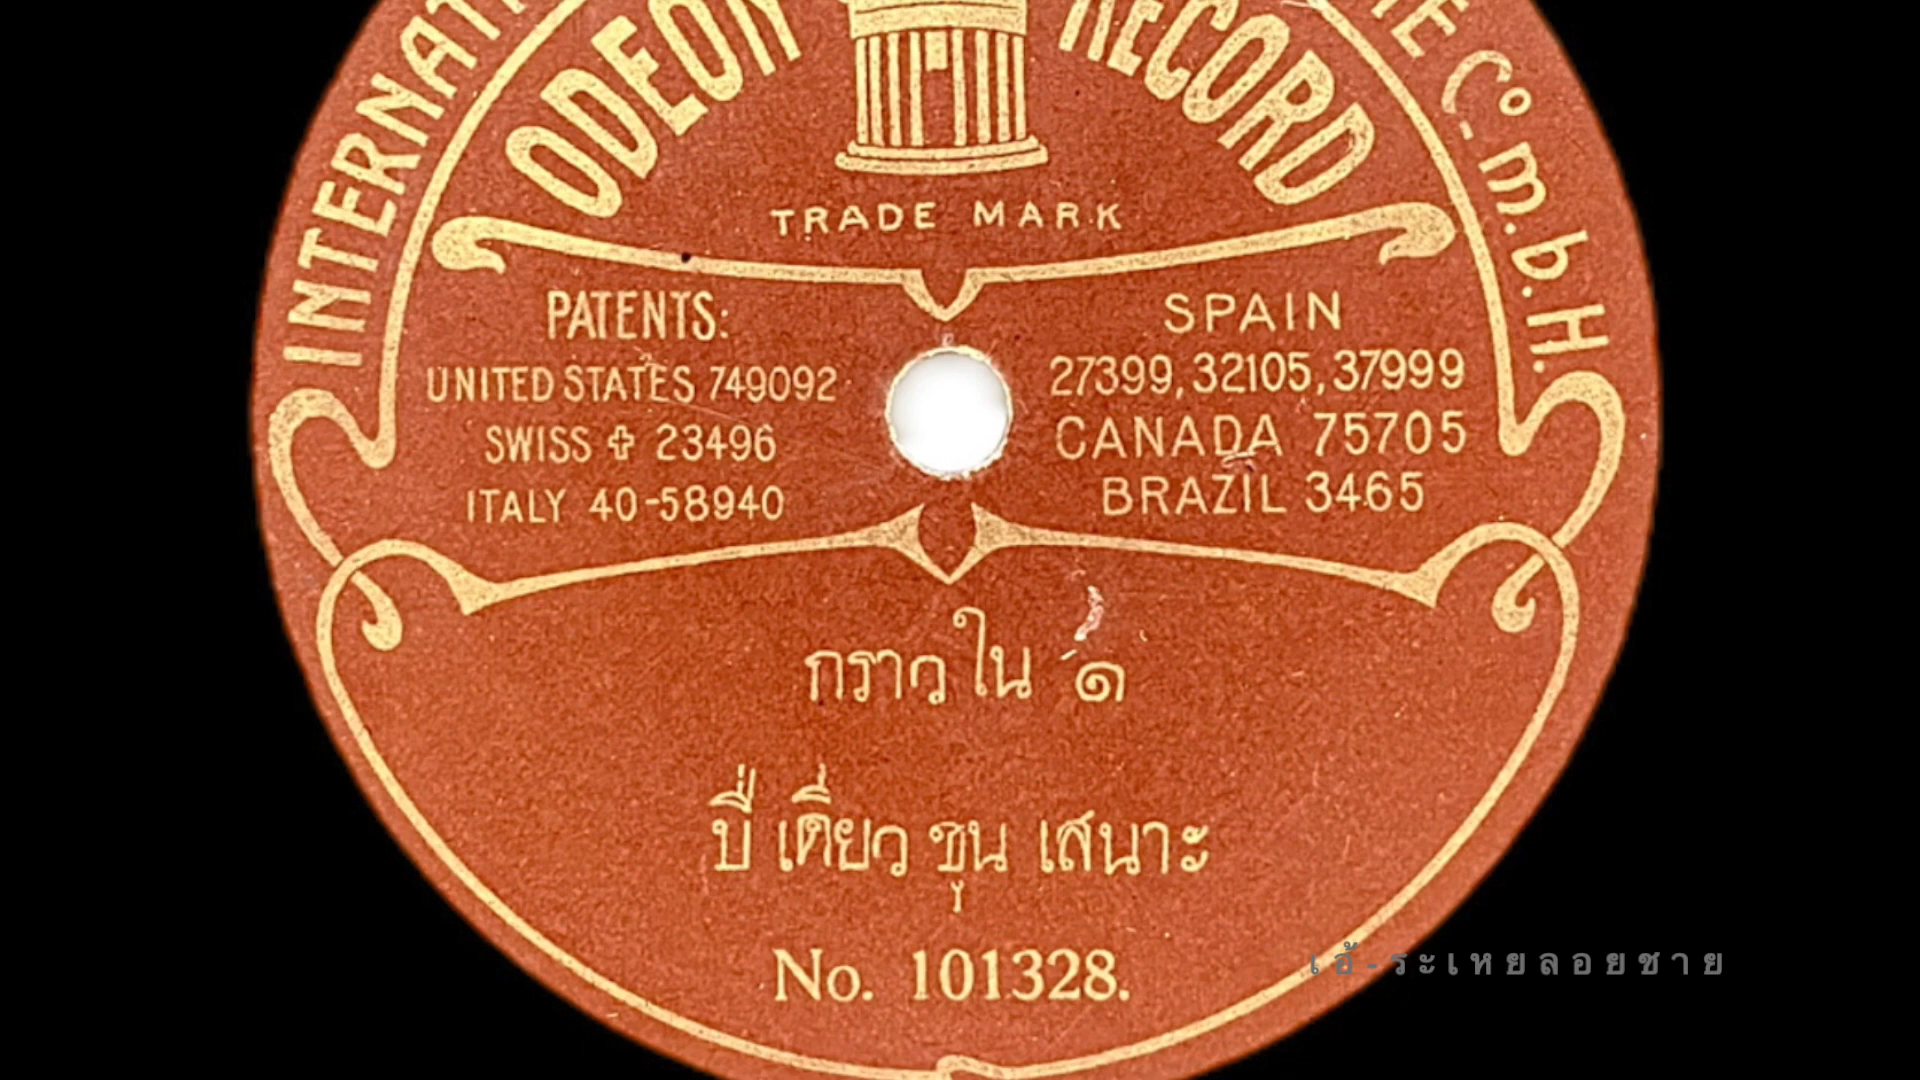 INTERNAT
ODEON RECORD
Co. m.b.H.
TRADE MARK
PATENTS:
UNITED STATES 749092
SWISS 23496
ITALY 40-58940
SPAIN
27399, 32105, 37999
CANADA 75705
BRAZIL 3465
กราวใน ๑
ปี่ เดี่ยว ขุน เสนาะ
No. 101328.
เอ้-ระเหยลอยชาย